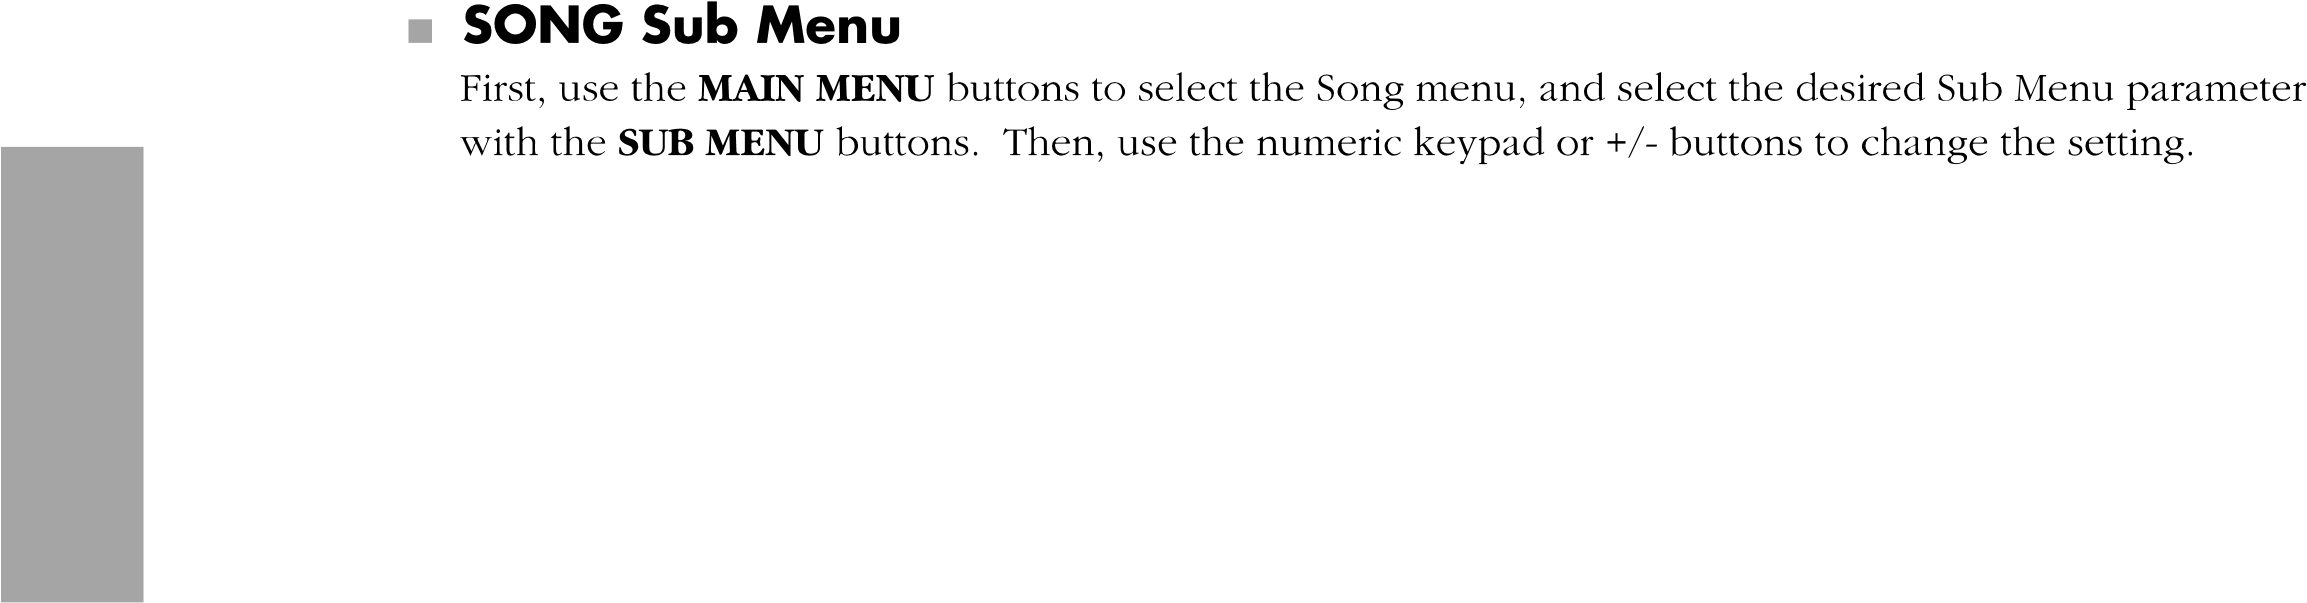 SONG Sub Menu
First, use the MAIN MENU buttons to select the Song menu, and select the desired Sub Menu parameter
with the SUB MENU buttons.  Then, use the numeric keypad or +/- buttons to change the setting.